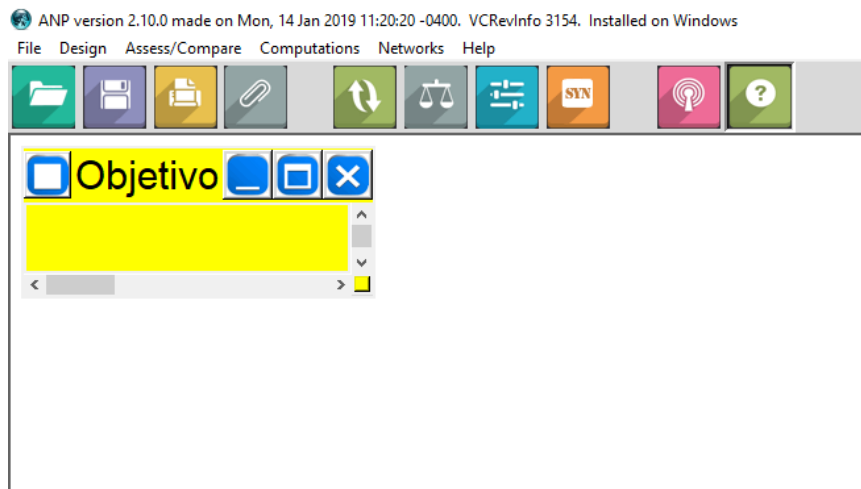 ANP version 2.10.0 made on Mon, 14 Jan 2019 11:20:20 -0400. VCRevInfo 3154. Installed on Windows
File Design Assess/Compare Computations Networks Help
SYN ?
Objetivo